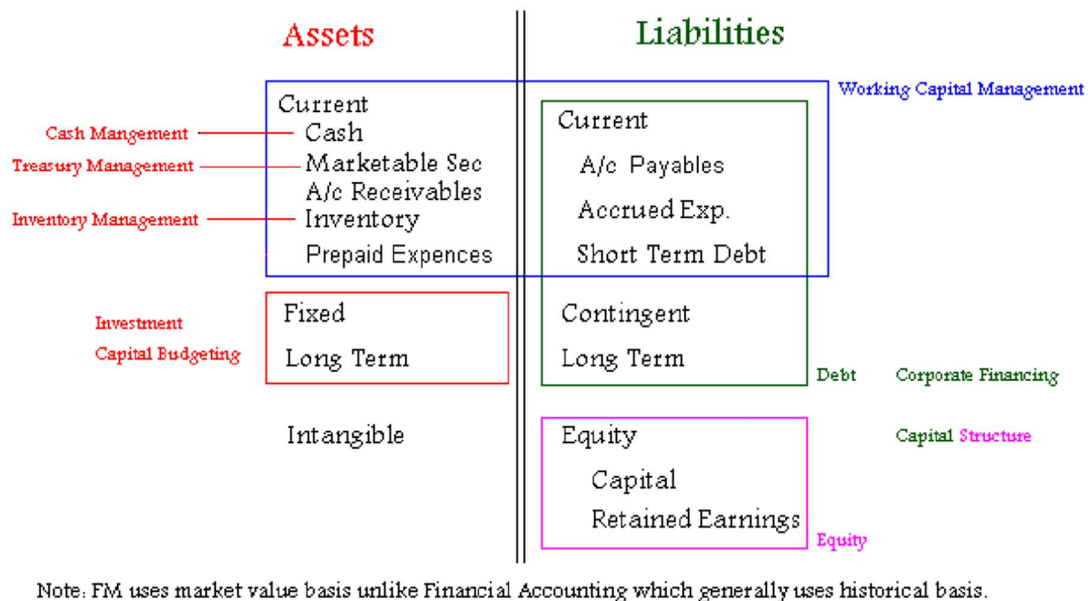 Assets
Liabilities
Working Capital Management
Current
Cash Mangement
Cash
Treasury Management
Marketable Sec
A/c Receivables
Inventory Management
Inventory
Prepaid Expences
Current
A/c Payables
Accrued Exp.
Short Term Debt
Investment
Capital Budgeting
Fixed
Long Term
Contingent
Long Term
Debt
Corporate Financing
Intangible
Equity
Capital
Retained Earnings
Equity
Capital Structure
Note: FM uses market value basis unlike Financial Accounting which generally uses historical basis.